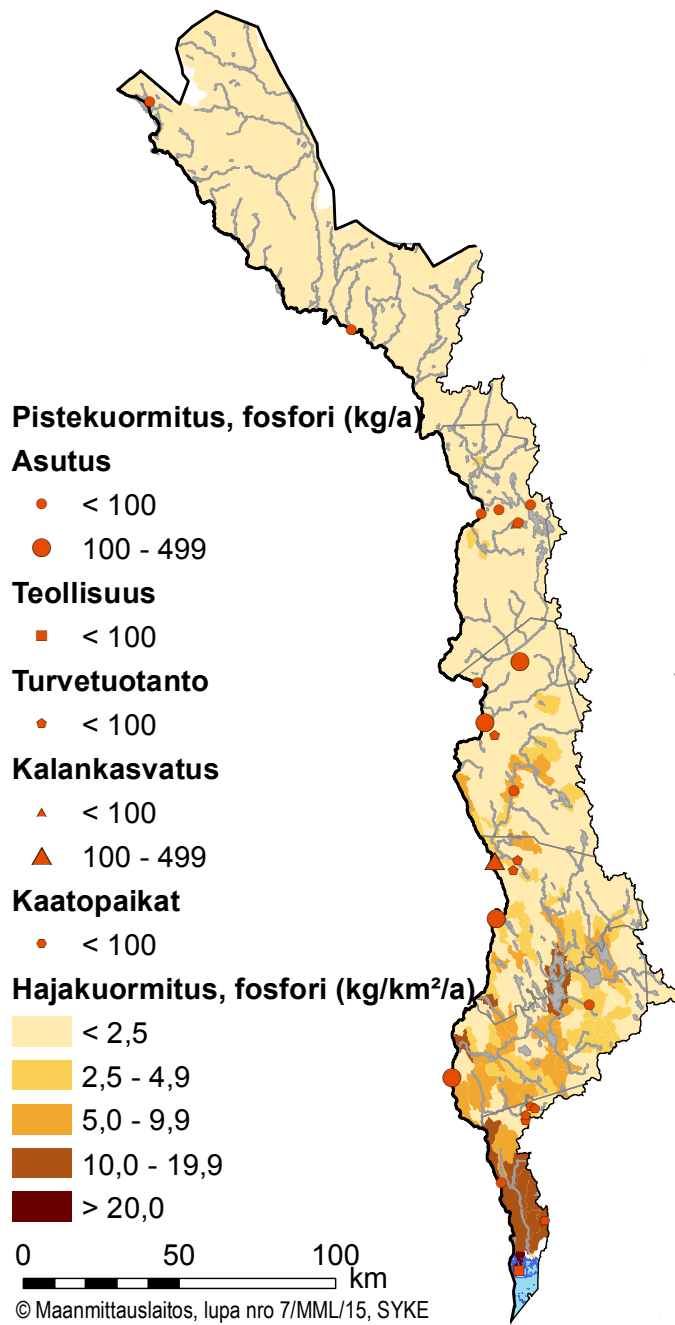 Pistekuormitus, fosfori (kg/a)
Asutus
< 100
100 - 499
Teollisuus
< 100
Turvetuotanto
< 100
Kalankasvatus
< 100
100 - 499
Kaatopaikat
< 100
Hajakuormitus, fosfori (kg/km²/a)
< 2,5
2,5 - 4,9
5,0 - 9,9
10,0 - 19,9
> 20,0
0 50 100
km
© Maanmittauslaitos, lupa nro 7/MML/15, SYKE